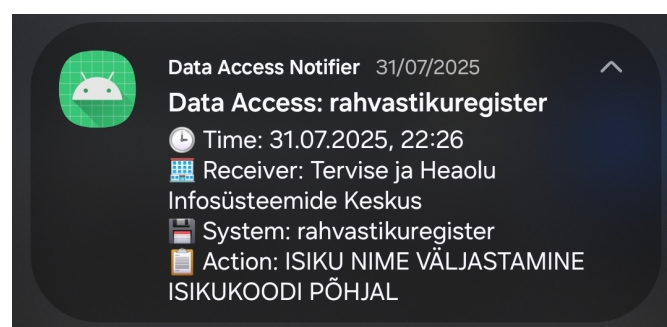 Data Access Notifier 31/07/2025
Data Access: rahvastikuregister
🕒 Time: 31.07.2025, 22:26
🏢 Receiver: Tervise ja Heaolu
Infosüsteemide Keskus
💾 System: rahvastikuregister
📋 Action: ISIKU NIME VÄLJASTAMINE
ISIKUKOODI PÕHJAL